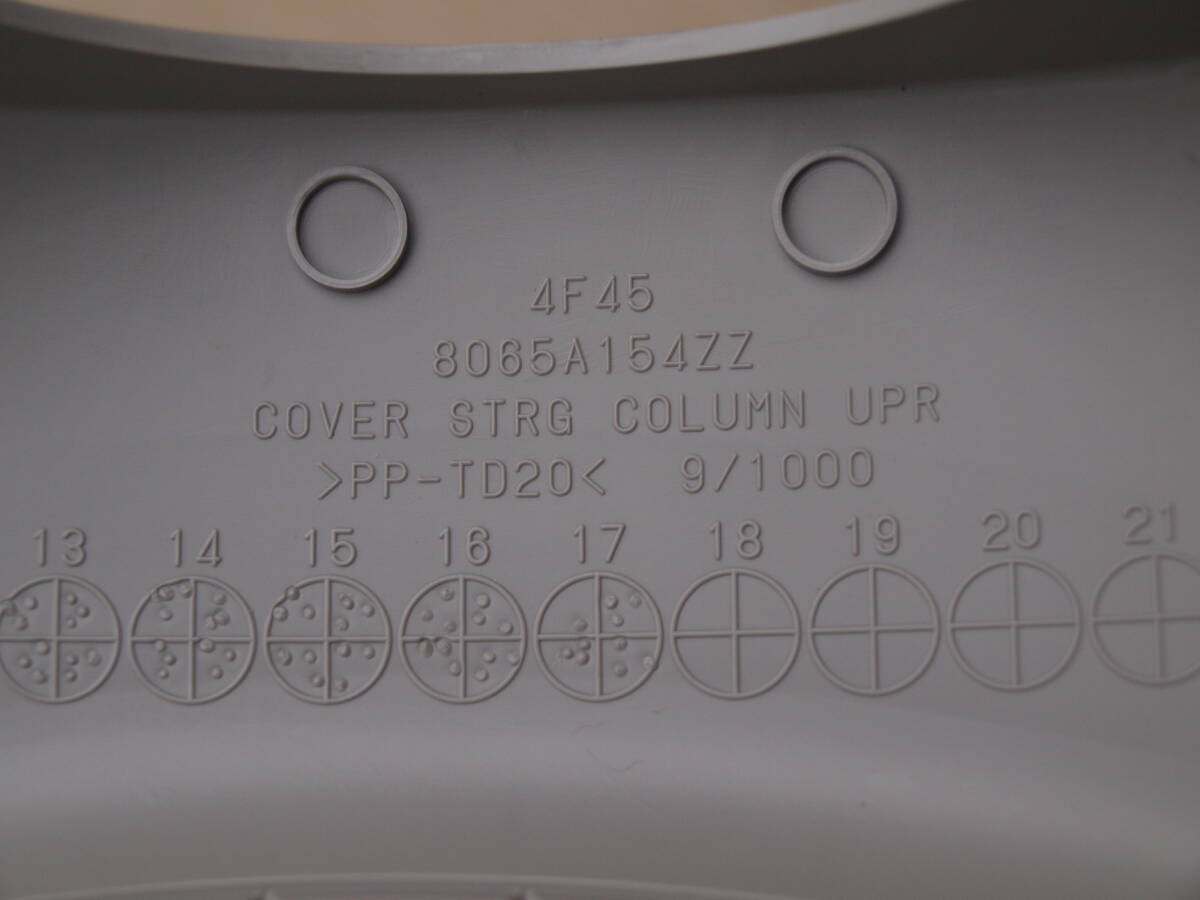 4F45
8065A154ZZ
COVER STRG COLUMN UPR
>PP-TD20< 9/1000
13 14 15 16 17 18 19 20 21